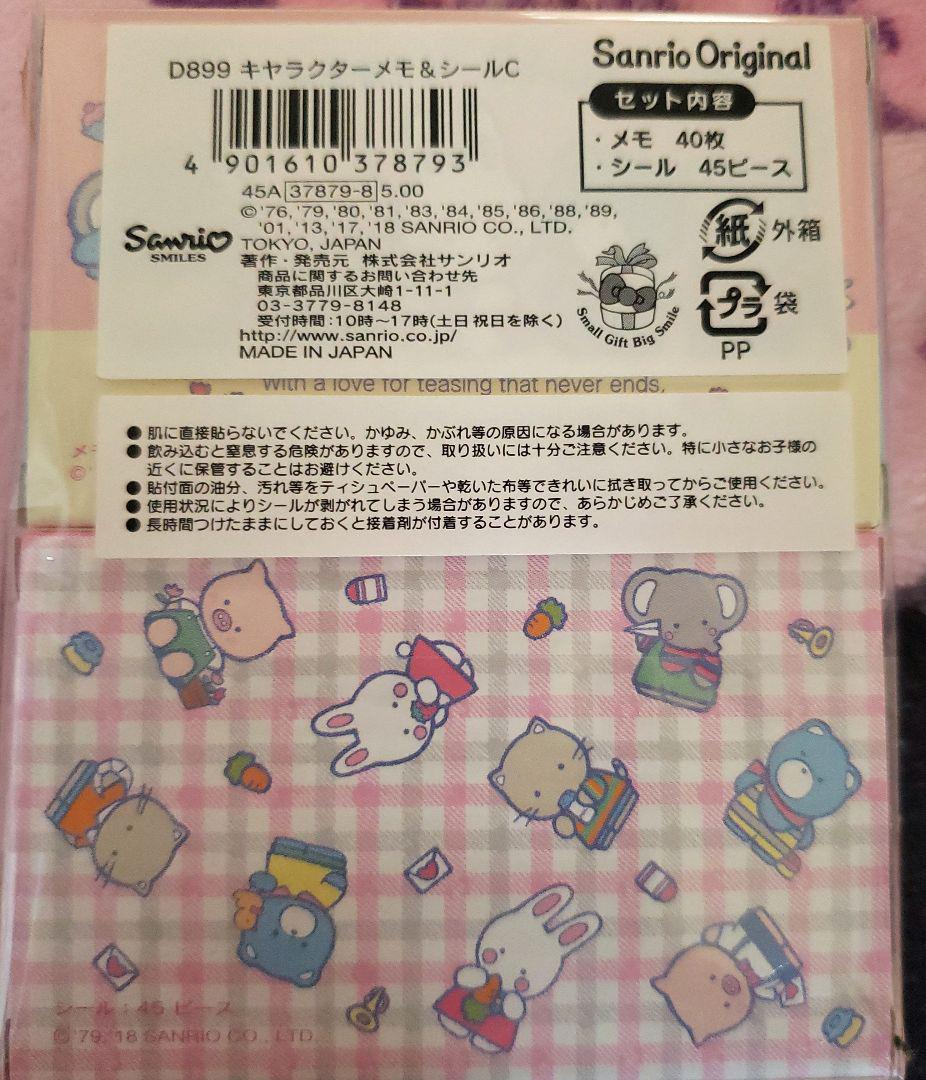 D899 キャラクターメモ&シールC
4 901610 378793
45A 37879-8 5.00
©'76,'79,'80,'81,'83,'84,'85,'86,'88,'89,
'01,'13,'17,'18 SANRIO CO., LTD.
TOKYO, JAPAN
Sanrio
SMILES
著作・発売元 株式会社サンリオ
商品に関するお問い合わせ先
東京都品川区大崎1-11-1
03-3779-8148
受付時間:10時〜17時(土日祝日を除く)
http://www.sanrio.co.jp/
MADE IN JAPAN
Sanrio Original
セット内容
・メモ 40枚
・シール 45ピース
紙 外箱
プラ 袋
PP
Small Gift Big Smile
With a love for teasing that never ends,
● 肌に直接貼らないでください。かゆみ、かぶれ等の原因になる場合があります。
● 飲み込むと窒息する危険がありますので、取り扱いには十分ご注意ください。特に小さなお子様の
近くに保管することはお避けください。
● 貼付面の油分、汚れ等をティシュペーパーや乾いた布等できれいに拭き取ってからご使用ください。
● 使用状況によりシールが剥がれてしまう場合がありますので、あらかじめご了承ください。
● 長時間つけたままにしておくと接着剤が付着することがあります。
シール:45 ピース
©'79,'18 SANRIO CO., LTD.